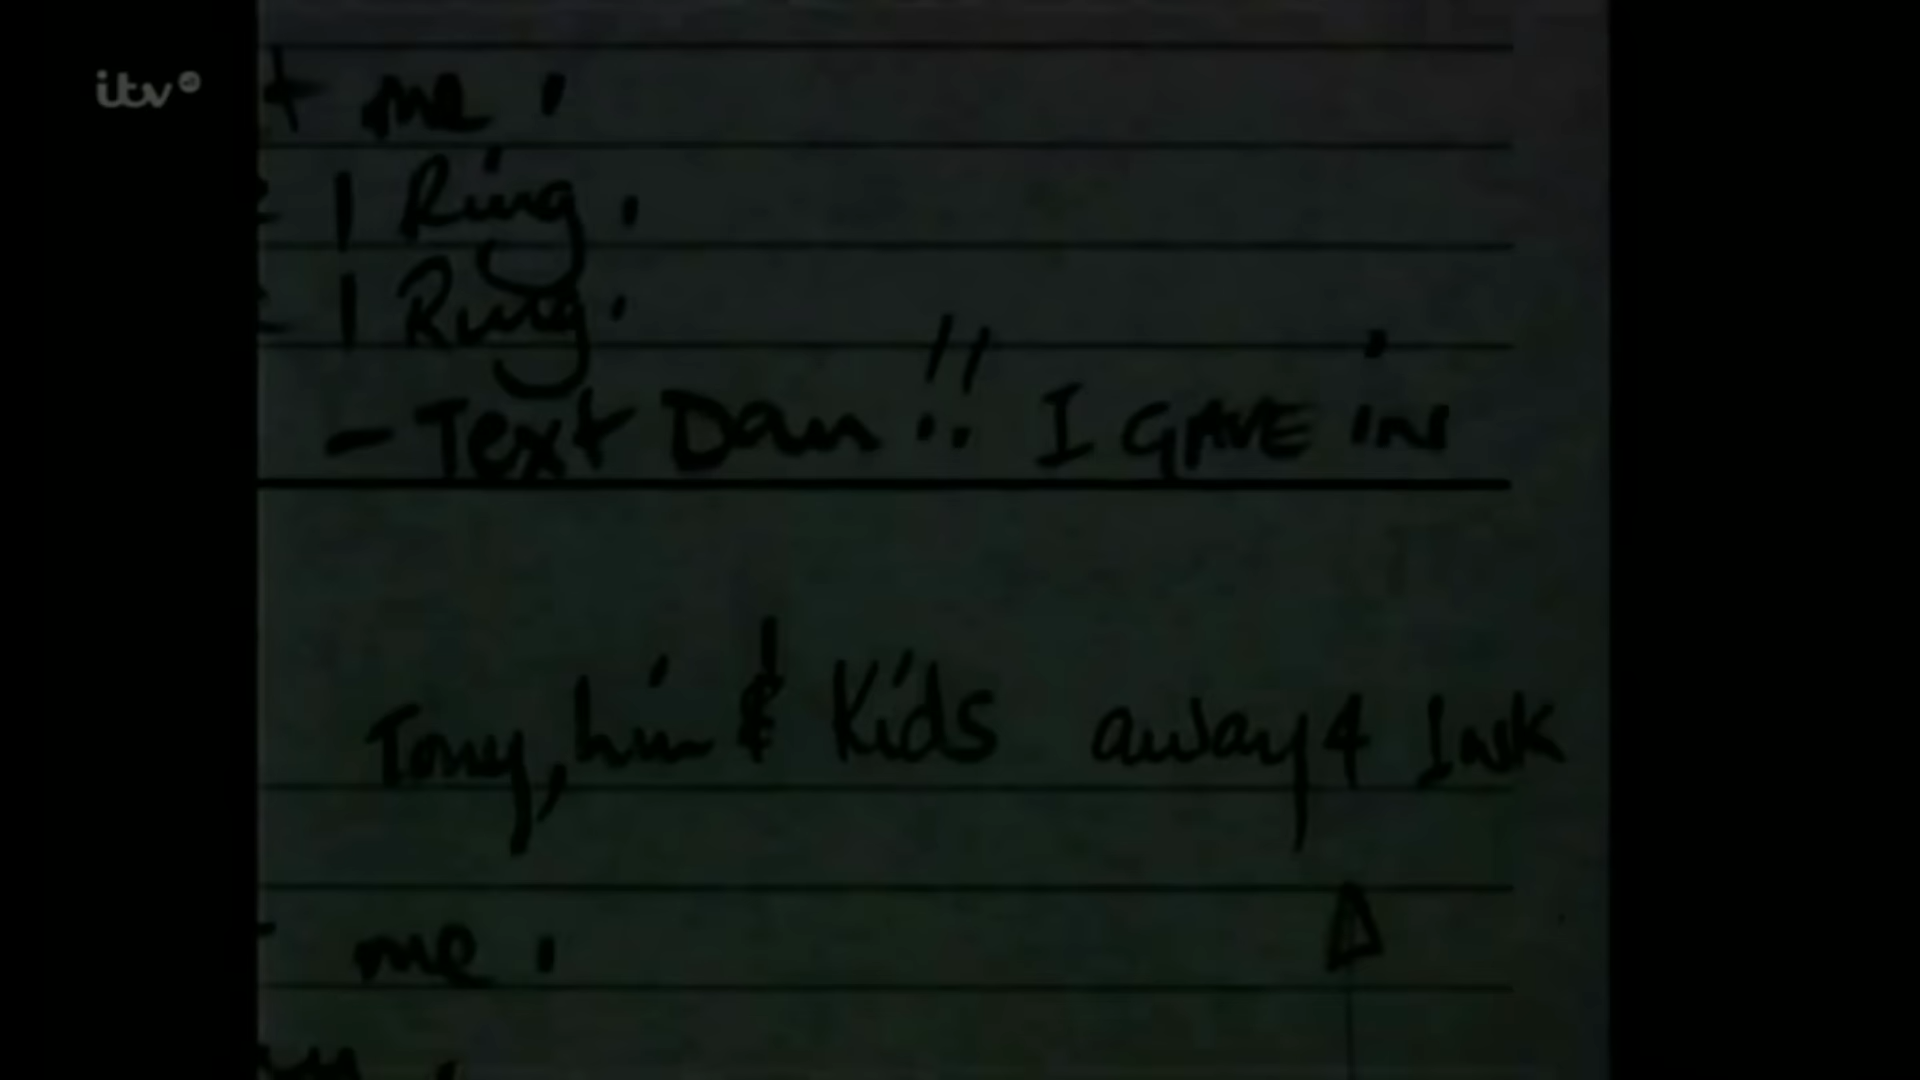 itv
t me.
1 Ring.
1 Ring.
- Text Dan!! I GAVE IN
Tony, him & Kids away 4 1wk
me.